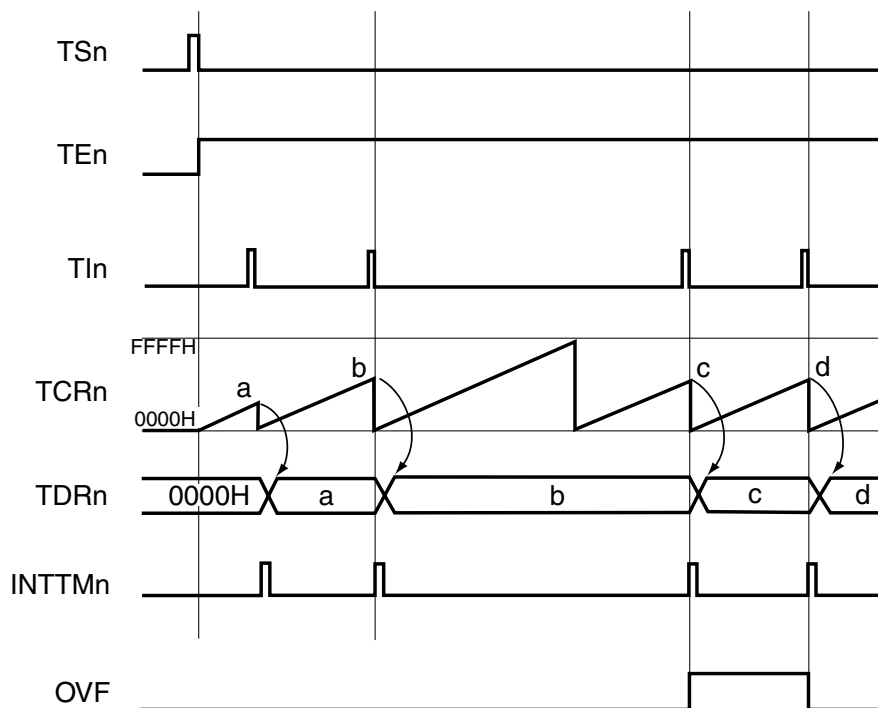 TSn
TEn
TIn
FFFFH
TCRn
0000H
a
b
c
d
TDRn
0000H
a
b
c
d
INTTMn
OVF